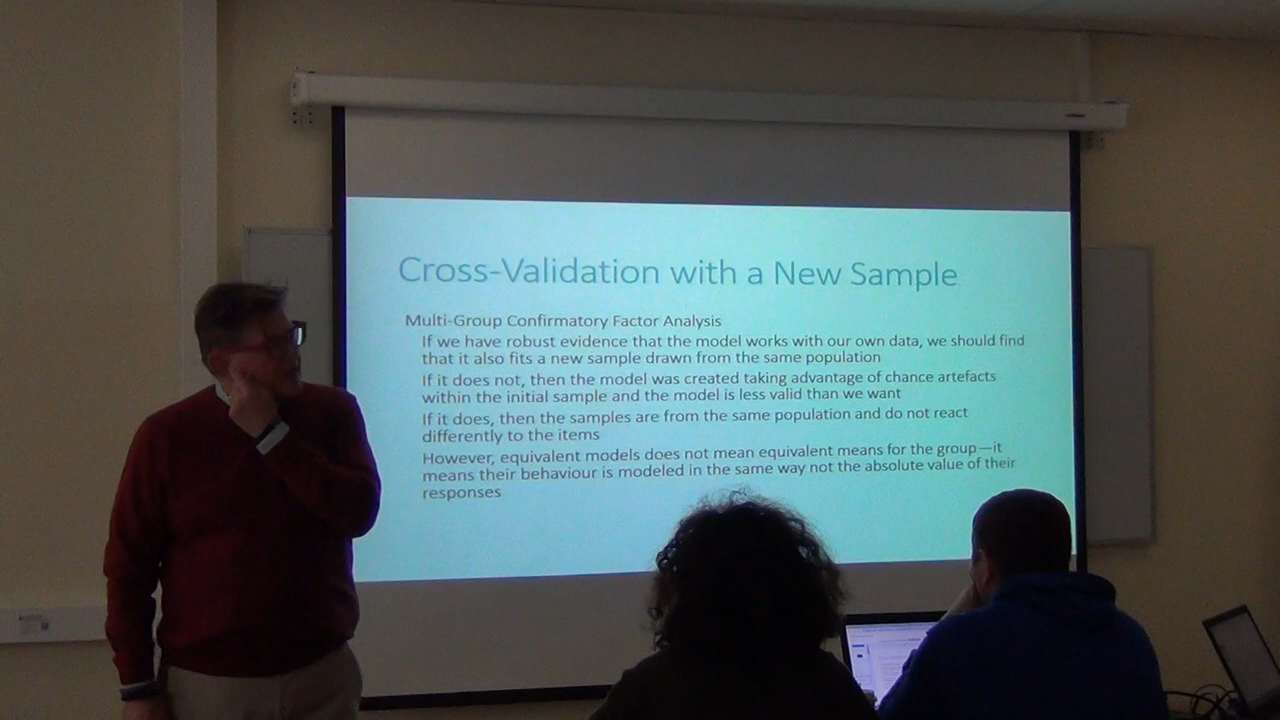 Cross-Validation with a New Sample
Multi-Group Confirmatory Factor Analysis
If we have robust evidence that the model works with our own data, we should find
that it also fits a new sample drawn from the same population
If it does not, then the model was created taking advantage of chance artefacts
within the initial sample and the model is less valid than we want
If it does, then the samples are from the same population and do not react
differently to the items
However, equivalent models does not mean equivalent means for the group—it
means their behaviour is modeled in the same way not the absolute value of their
responses